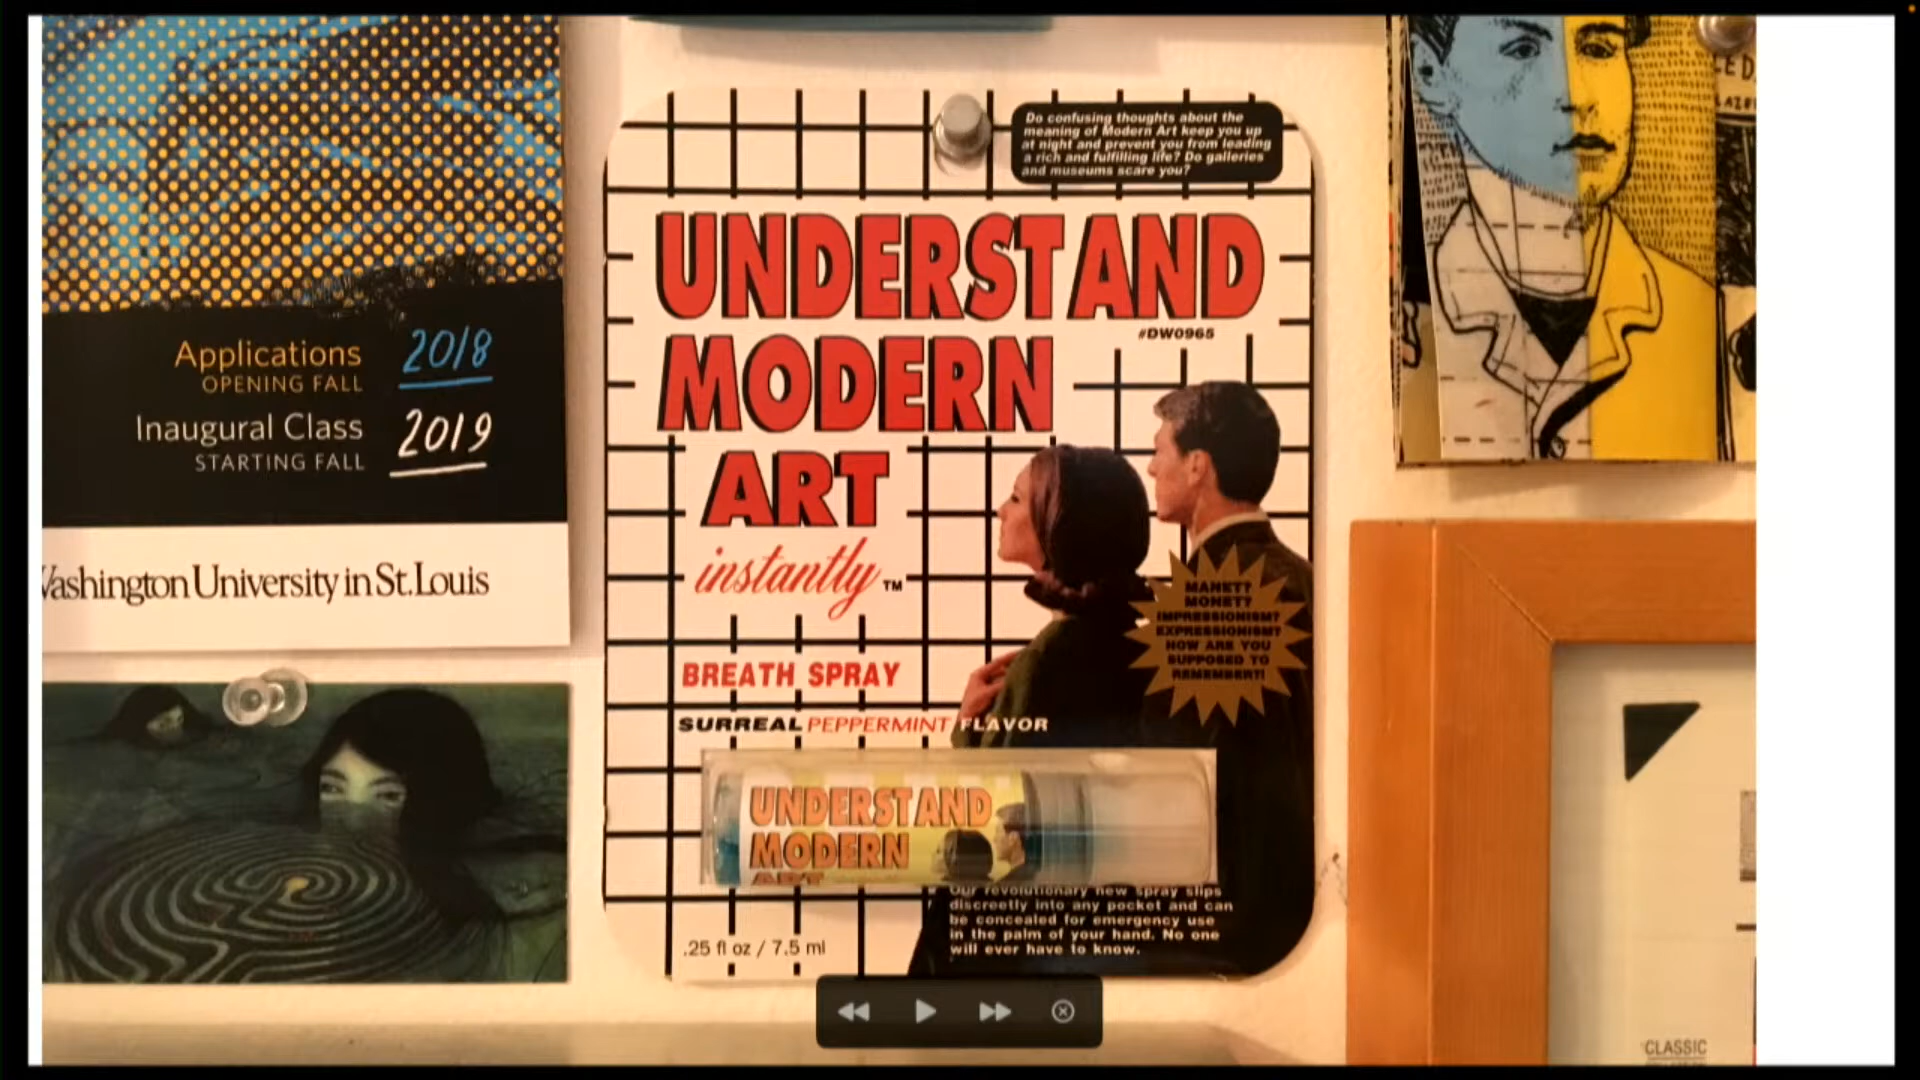 Applications 2018
OPENING FALL
Inaugural Class 2019
STARTING FALL
Washington University in St. Louis
Do confusing thoughts about the
meaning of Modern Art keep you up
at night and prevent you from leading
a rich and fulfilling life? Do galleries
and museums scare you?
UNDERSTAND
#DW0965
MODERN
ART
instantly™
BREATH SPRAY
SURREAL PEPPERMINT FLAVOR
MANET?
MONET?
IMPRESSIONISM?
EXPRESSIONISM?
HOW ARE YOU
SUPPOSED TO
REMEMBER?!
UNDERSTAND
MODERN
ART
Our revolutionary new spray slips
discreetly into any pocket and can
be concealed for emergency use
in the palm of your hand. No one
will ever have to know.
.25 fl oz / 7.5 ml
CLASSIC